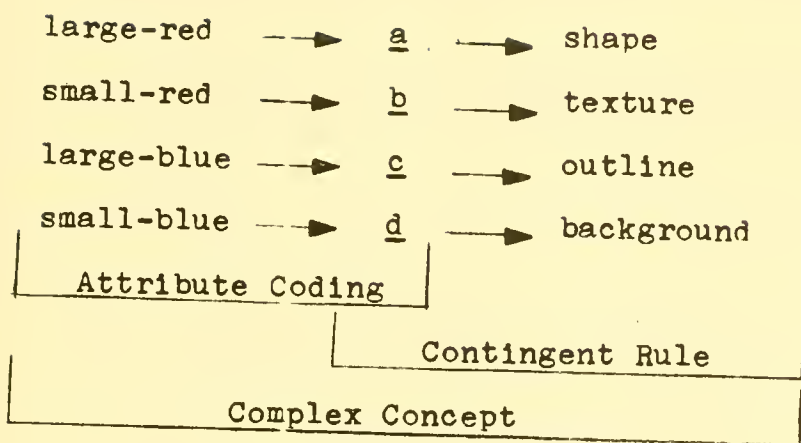 large-red → a → shape
small-red → b → texture
large-blue → c → outline
small-blue → d → background
Attribute Coding
Contingent Rule
Complex Concept